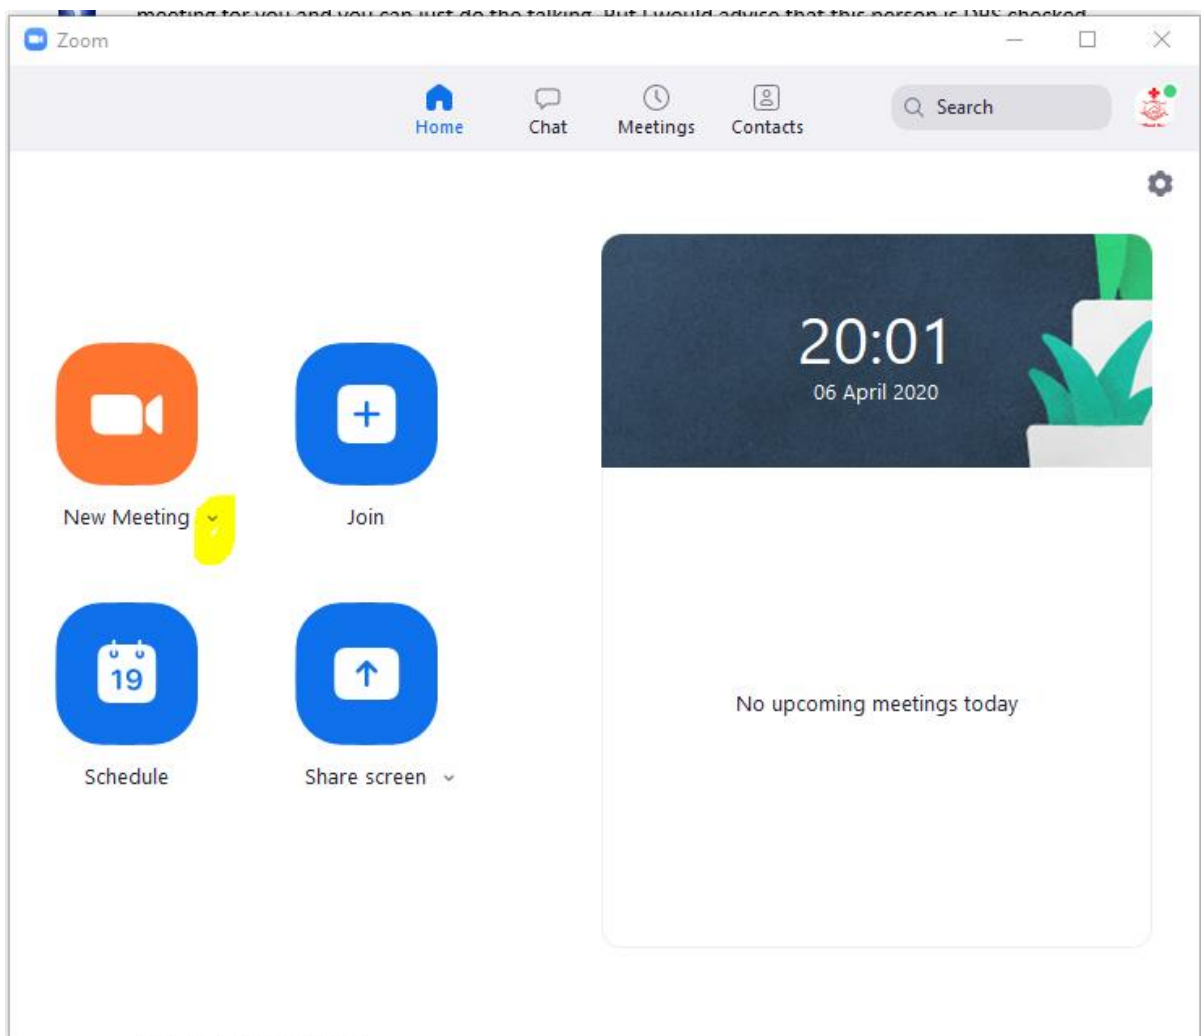 meeting for you and you can just do the talking. But I would advise that this person is DBS checked
Zoom
Home Chat Meetings Contacts Search
20:01
06 April 2020
New Meeting Join
19
No upcoming meetings today
Schedule Share screen